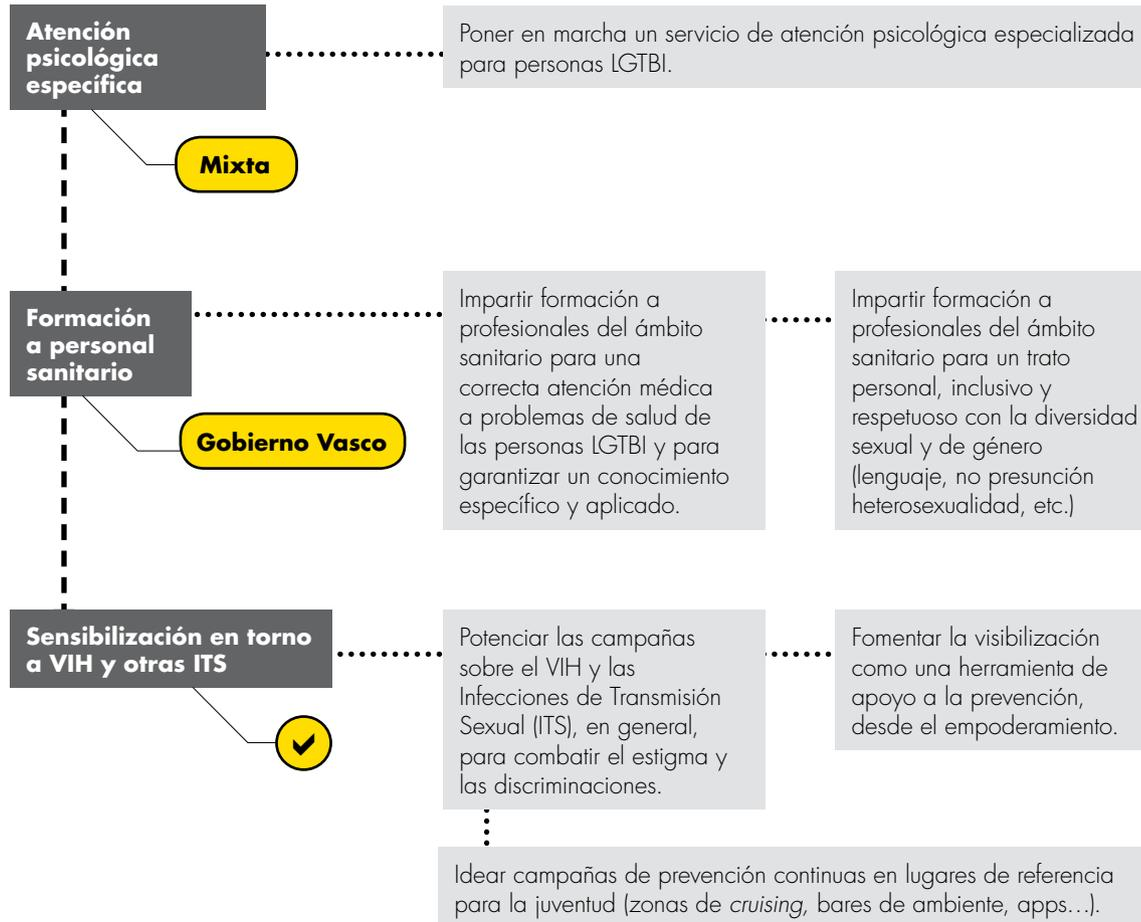 Atención
psicológica
específica
Poner en marcha un servicio de atención psicológica especializada
para personas LGTBI.
Mixta
Formación
a personal
sanitario
Gobierno Vasco
Impartir formación a
profesionales del ámbito
sanitario para una
correcta atención médica
a problemas de salud de
las personas LGTBI y para
garantizar un conocimiento
específico y aplicado.
Impartir formación a
profesionales del ámbito
sanitario para un trato
personal, inclusivo y
respetuoso con la diversidad
sexual y de género
(lenguaje, no presunción
heterosexualidad, etc.)
Sensibilización en torno
a VIH y otras ITS
Potenciar las campañas
sobre el VIH y las
Infecciones de Transmisión
Sexual (ITS), en general,
para combatir el estigma y
las discriminaciones.
Fomentar la visibilización
como una herramienta de
apoyo a la prevención,
desde el empoderamiento.
Idear campañas de prevención continuas en lugares de referencia
para la juventud (zonas de cruising, bares de ambiente, apps…).